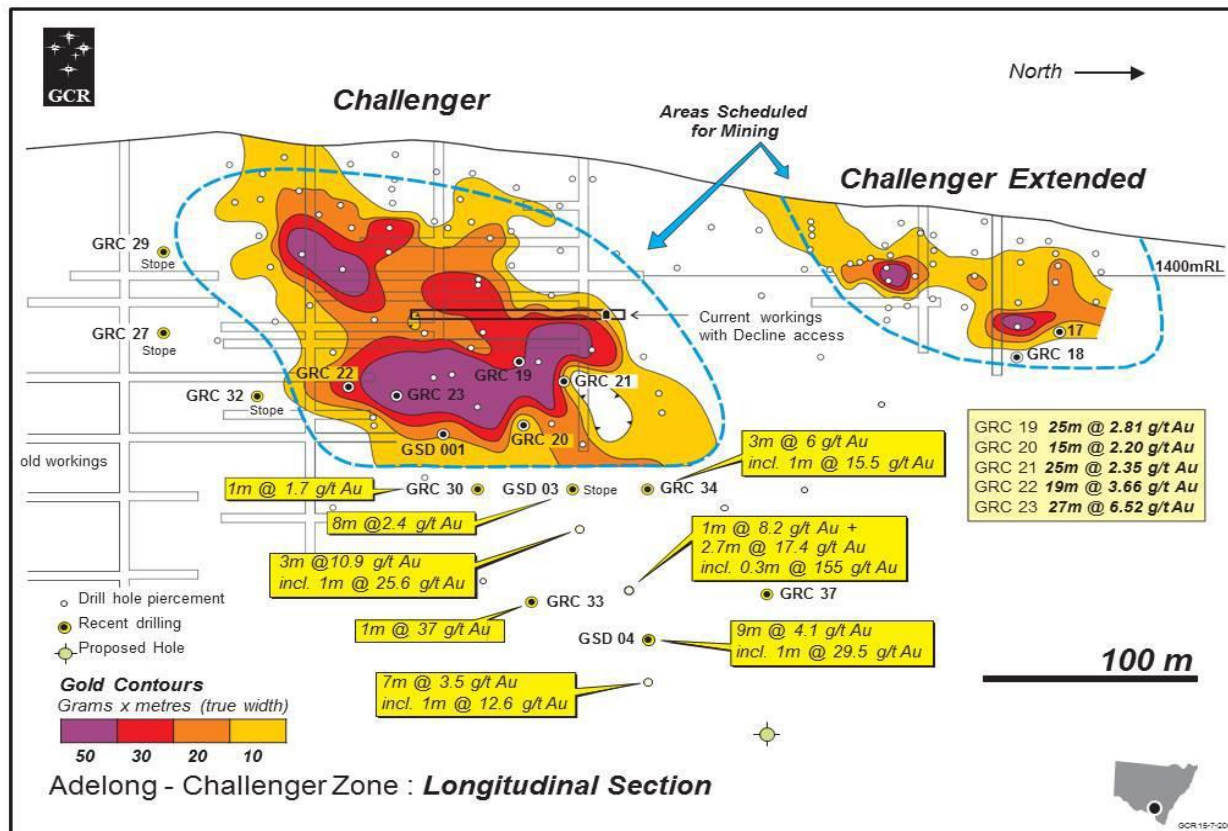 GCR
North
Challenger
Areas Scheduled
for Mining
Challenger Extended
GRC 29
Stope
1400mRL
Current workings
with Decline access
GRC 27
Stope
17
GRC 18
GRC 19
GRC 22
GRC 21
GRC 23
GRC 32
Stope
GRC 20
GSD 001
old workings
3m @ 6 g/t Au
incl. 1m @ 15.5 g/t Au
GRC 19 25m @ 2.81 g/t Au
GRC 20 15m @ 2.20 g/t Au
GRC 21 25m @ 2.35 g/t Au
GRC 22 19m @ 3.66 g/t Au
GRC 23 27m @ 6.52 g/t Au
1m @ 1.7 g/t Au
GRC 30
GSD 03
Stope
GRC 34
8m @2.4 g/t Au
1m @ 8.2 g/t Au +
2.7m @ 17.4 g/t Au
incl. 0.3m @ 155 g/t Au
3m @10.9 g/t Au
incl. 1m @ 25.6 g/t Au
GRC 37
GRC 33
1m @ 37 g/t Au
GSD 04
9m @ 4.1 g/t Au
incl. 1m @ 29.5 g/t Au
7m @ 3.5 g/t Au
incl. 1m @ 12.6 g/t Au
Drill hole piercement
Recent drilling
Proposed Hole
100 m
Gold Contours
Grams x metres (true width)
50 30 20 10
Adelong - Challenger Zone : Longitudinal Section